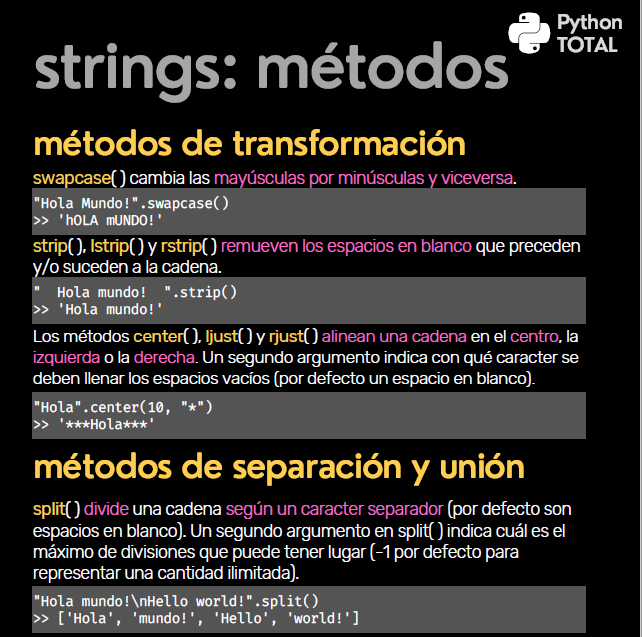 Python
TOTAL
strings: métodos
métodos de transformación
swapcase( ) cambia las mayúsculas por minúsculas y viceversa.
"Hola Mundo!".swapcase()
>> 'hOLA mUNDO!'
strip( ), lstrip( ) y rstrip( ) remueven los espacios en blanco que preceden
y/o suceden a la cadena.
"  Hola mundo!  ".strip()
>> 'Hola mundo!'
Los métodos center( ), ljust( ) y rjust( ) alinean una cadena en el centro, la
izquierda o la derecha. Un segundo argumento indica con qué caracter se
deben llenar los espacios vacíos (por defecto un espacio en blanco).
"Hola".center(10, "*")
>> '***Hola***'
métodos de separación y unión
split( ) divide una cadena según un caracter separador (por defecto son
espacios en blanco). Un segundo argumento en split( ) indica cuál es el
máximo de divisiones que puede tener lugar (-1 por defecto para
representar una cantidad ilimitada).
"Hola mundo!\nHello world!".split()
>> ['Hola', 'mundo!', 'Hello', 'world!']